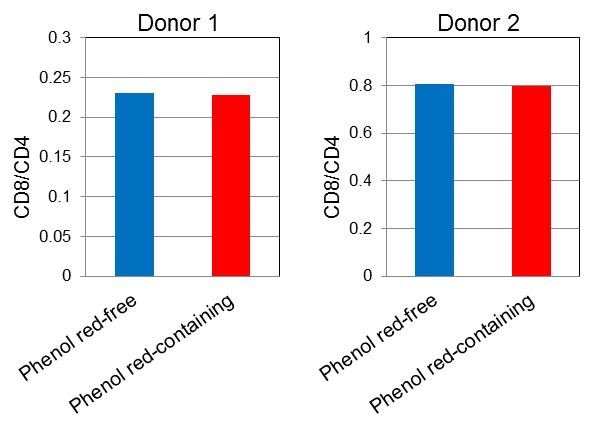 Donor 1
CD8/CD4
0.3
0.25
0.2
0.15
0.1
0.05
0
Phenol red-free
Phenol red-containing
Donor 2
CD8/CD4
1
0.8
0.6
0.4
0.2
0
Phenol red-free
Phenol red-containing